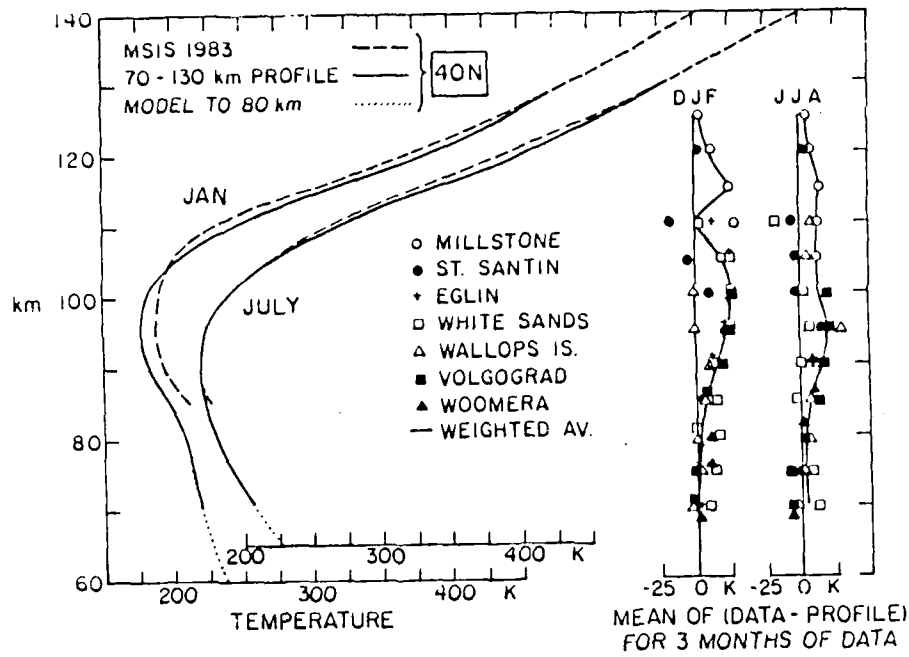 140
MSIS 1983
70 - 130 km PROFILE
MODEL TO 80 km
40N
DJF
JJA
120
JAN
km 100
JULY
MILLSTONE
ST. SANTIN
EGLIN
WHITE SANDS
WALLOPS IS.
VOLGOGRAD
WOOMERA
WEIGHTED AV.
80
200 300 400 K
60
200 300 400 K
-25 0 K
-25 0 K
TEMPERATURE
MEAN OF (DATA - PROFILE)
FOR 3 MONTHS OF DATA